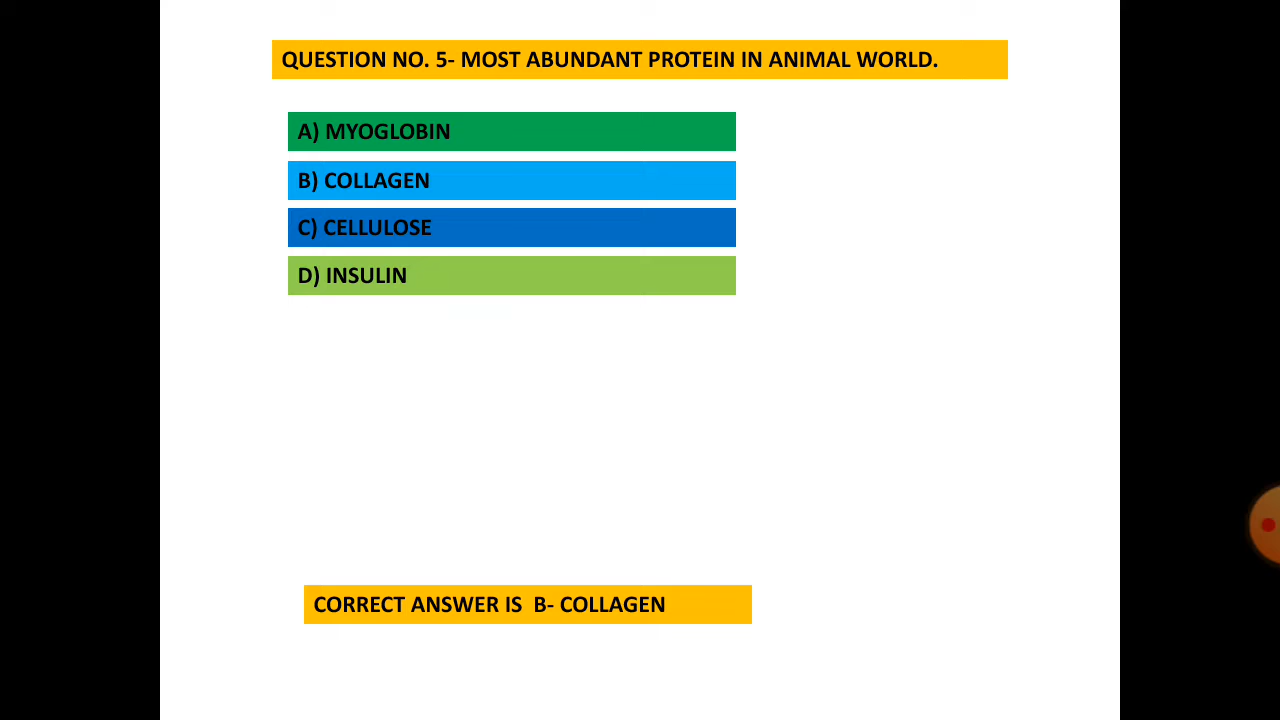 QUESTION NO. 5- MOST ABUNDANT PROTEIN IN ANIMAL WORLD.
A) MYOGLOBIN
B) COLLAGEN
C) CELLULOSE
D) INSULIN
CORRECT ANSWER IS  B- COLLAGEN